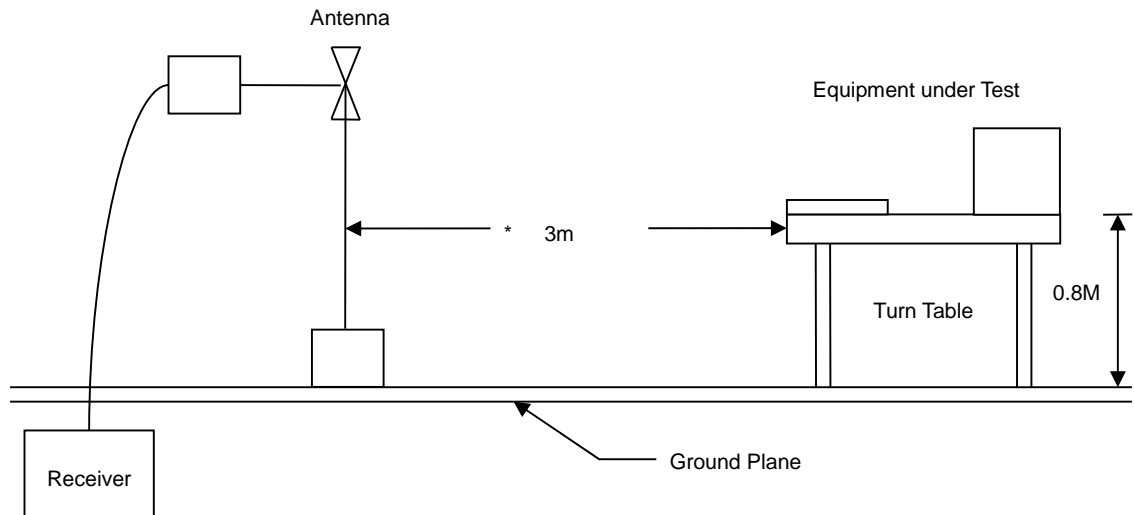 Antenna
Equipment under Test
* 3m
0.8M
Turn Table
Ground Plane
Receiver